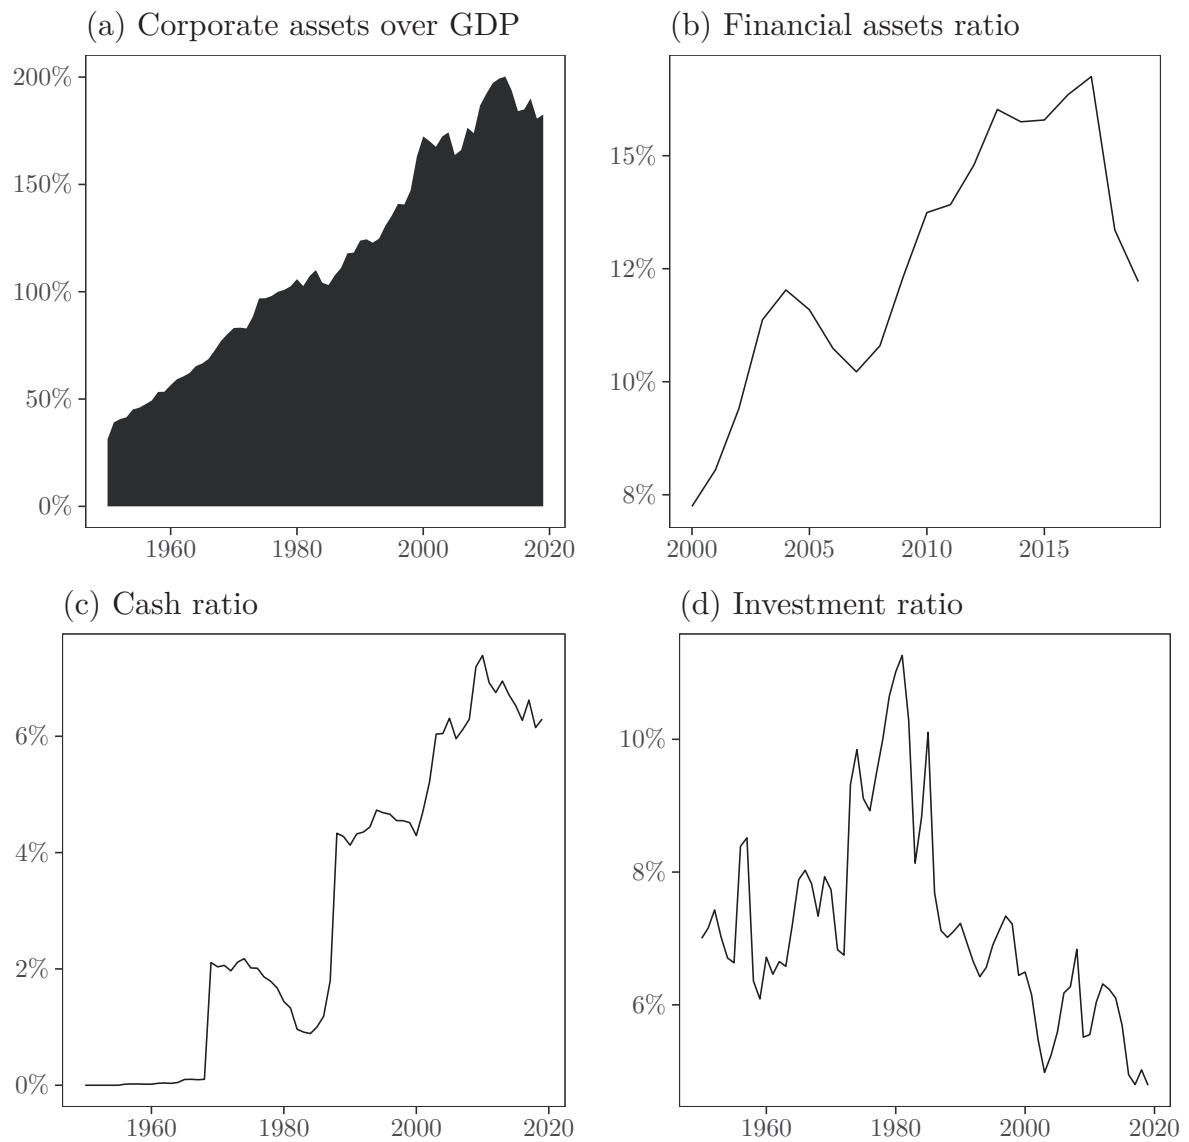 (a) Corporate assets over GDP
200%
150%
100%
50%
0%
1960 1980 2000 2020
(b) Financial assets ratio
15%
12%
10%
8%
2000 2005 2010 2015
(c) Cash ratio
6%
4%
2%
0%
1960 1980 2000 2020
(d) Investment ratio
10%
8%
6%
1960 1980 2000 2020